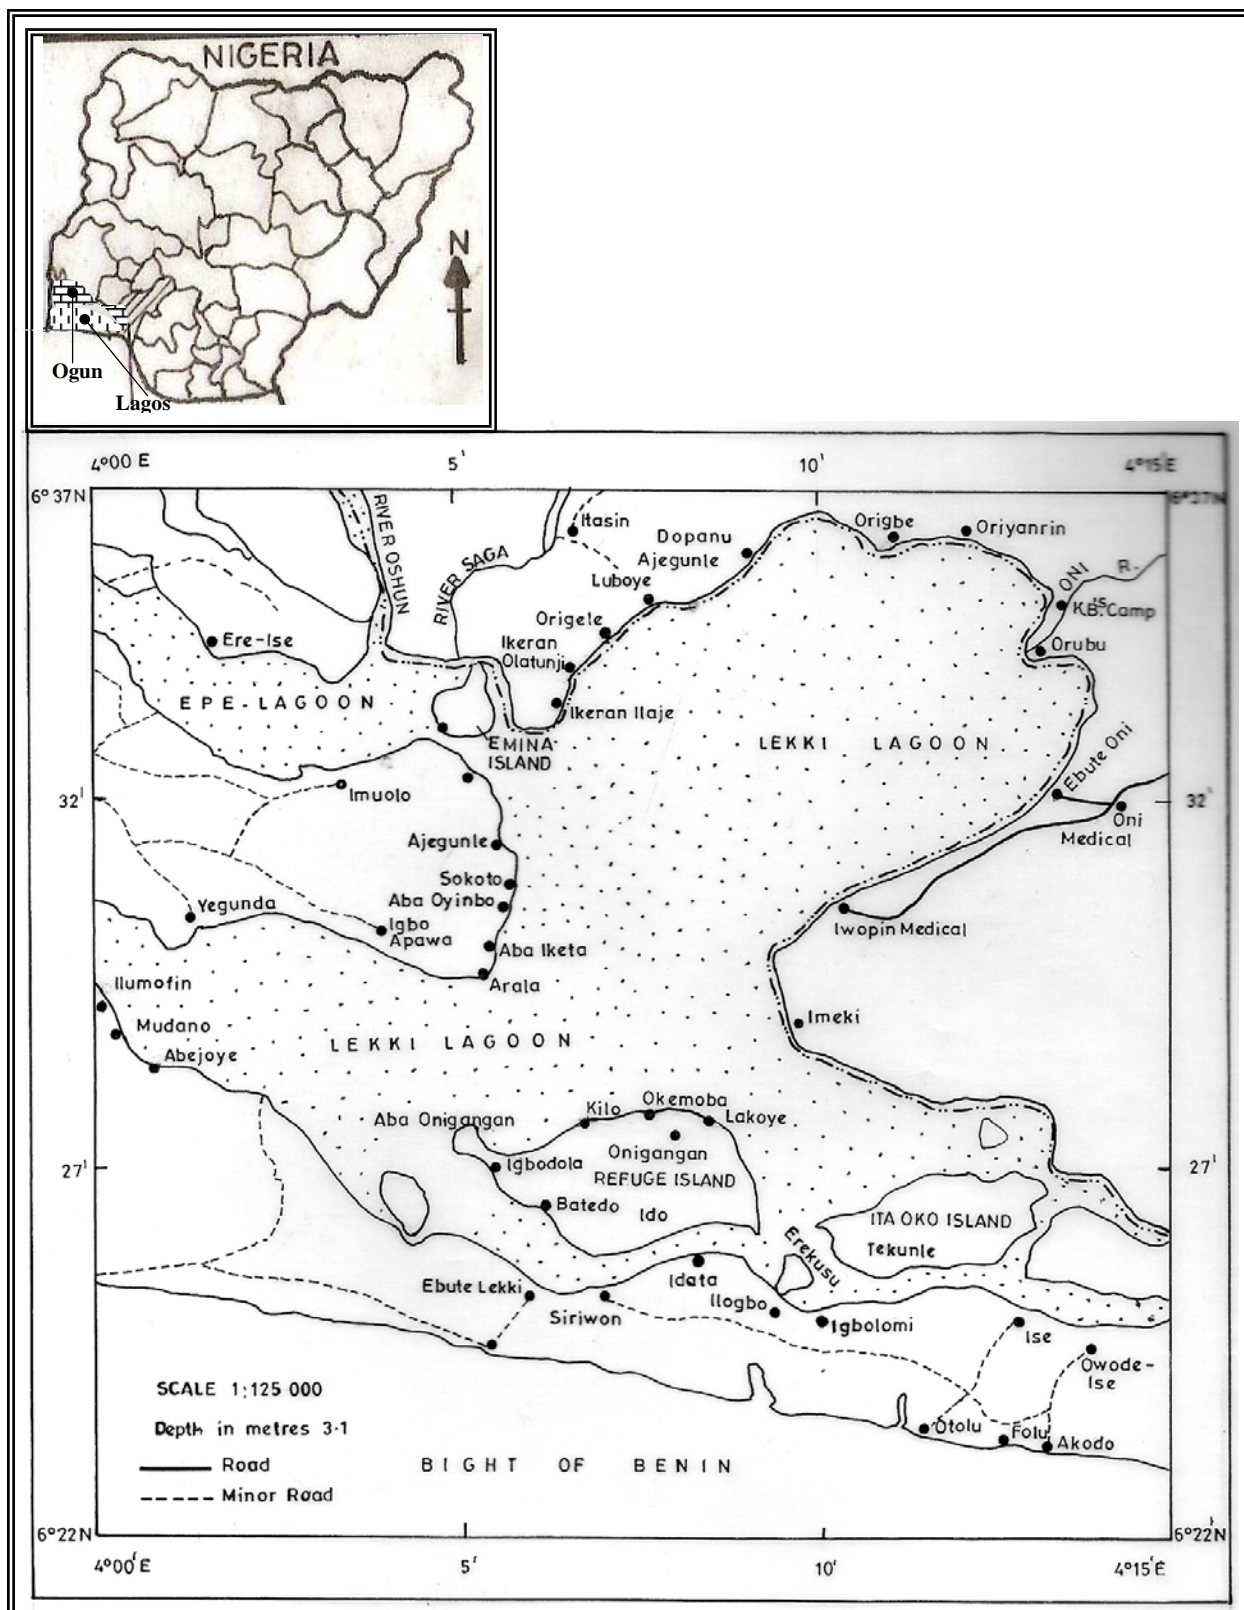 NIGERIA
N
Ogun
Lagos
4°00 E
5'
10'
4°15'E
6°37N
6°37N
RIVER OSHUN
RIVER SAGA
Itasin
Dopanu
Ajegunle
Origbe
Oriyanrin
Luboye
ONI R.
K.B'S. Camp
Origele
Ere-Ise
Ikeran
Olatunji
Orubu
EPE-LAGOON
Ikeran Ilaje
EMINA
ISLAND
LEKKI LAGOON
Ebute Oni
Imuolo
32'
32'
Oni
Medical
Ajegunle
Sokoto
Aba Oyinbo
Yegunda
Igbo
Apawa
Iwopin Medical
Aba Iketa
Arala
Ilumofin
Mudano
Imeki
LEKKI LAGOON
Abejoye
Aba Onigangan
Kilo
Okemoba
Lakoye
Onigangan
Igbodola
27'
27'
REFUGE ISLAND
Batedo
Ido
ITA OKO ISLAND
Tekunle
Erekusu
Ebute Lekki
Idata
Siriwon
Ilogbo
Igbolomi
Ise
Owode-
Ise
SCALE 1:125 000
Depth in metres 3·1
Otolu
Folu
Akodo
Road
BIGHT OF BENIN
Minor Road
6°22N
6°22'N
4°00'E
5'
10'
4°15'E